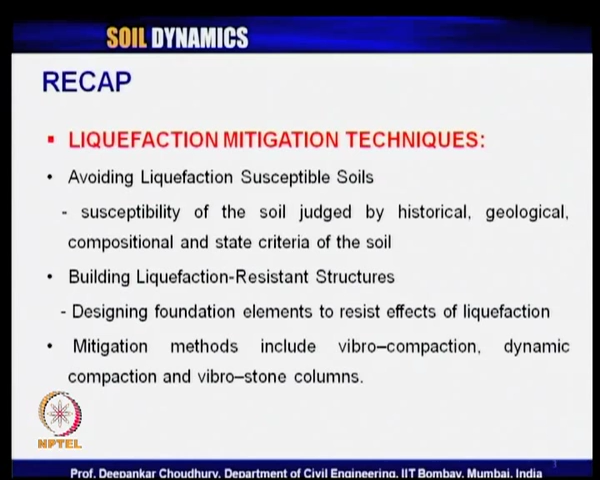 SOIL DYNAMICS
RECAP
▪ LIQUEFACTION MITIGATION TECHNIQUES:
• Avoiding Liquefaction Susceptible Soils
- susceptibility of the soil judged by historical, geological,
compositional and state criteria of the soil
• Building Liquefaction-Resistant Structures
- Designing foundation elements to resist effects of liquefaction
• Mitigation methods include vibro–compaction, dynamic
compaction and vibro–stone columns.
NPTEL
Prof. Deepankar Choudhury, Department of Civil Engineering, IIT Bombay, Mumbai, India
1